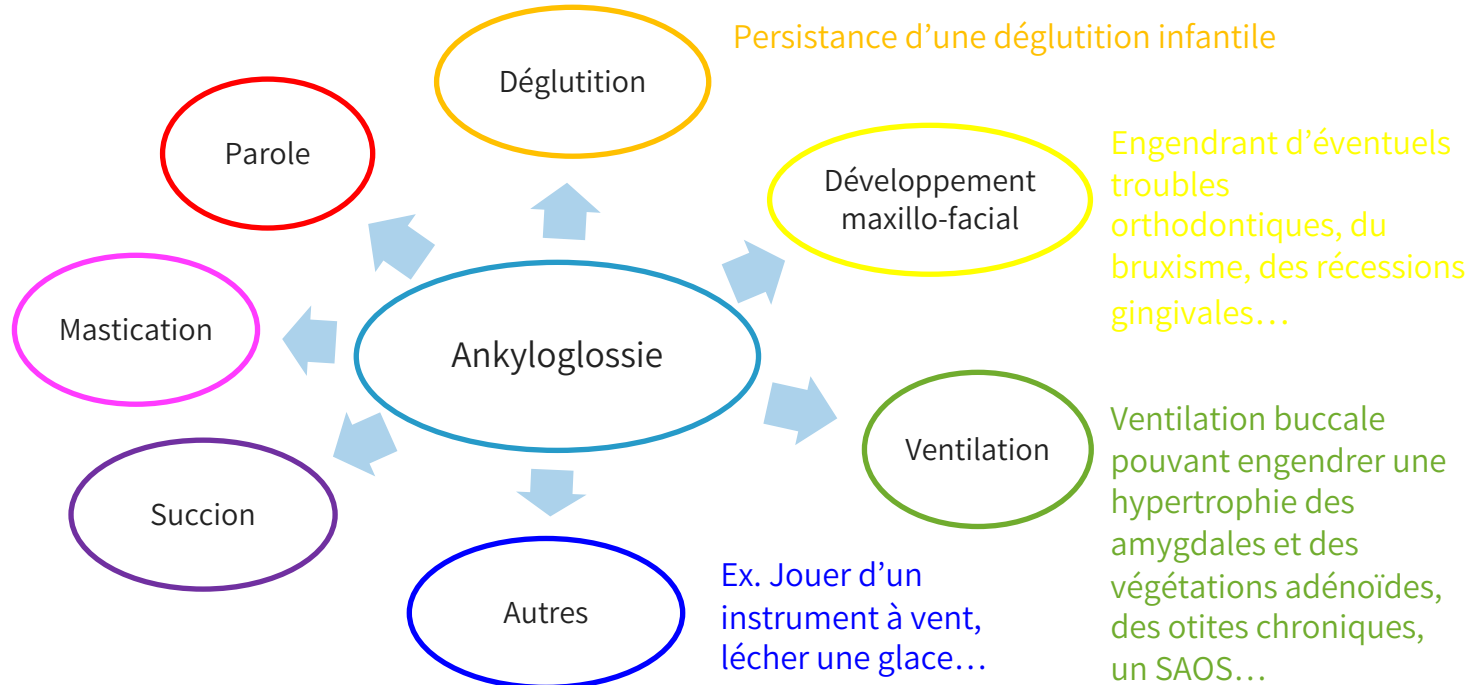 Persistance d’une déglutition infantile
Déglutition
Parole
Développement
maxillo-facial
Engendrant d’éventuels
troubles
orthodontiques, du
bruxisme, des récessions
gingivales…
Mastication
Ankyloglossie
Ventilation
Ventilation buccale
pouvant engendrer une
hypertrophie des
amygdales et des
végétations adénoïdes,
des otites chroniques,
un SAOS…
Succion
Autres
Ex. Jouer d’un
instrument à vent,
lécher une glace…